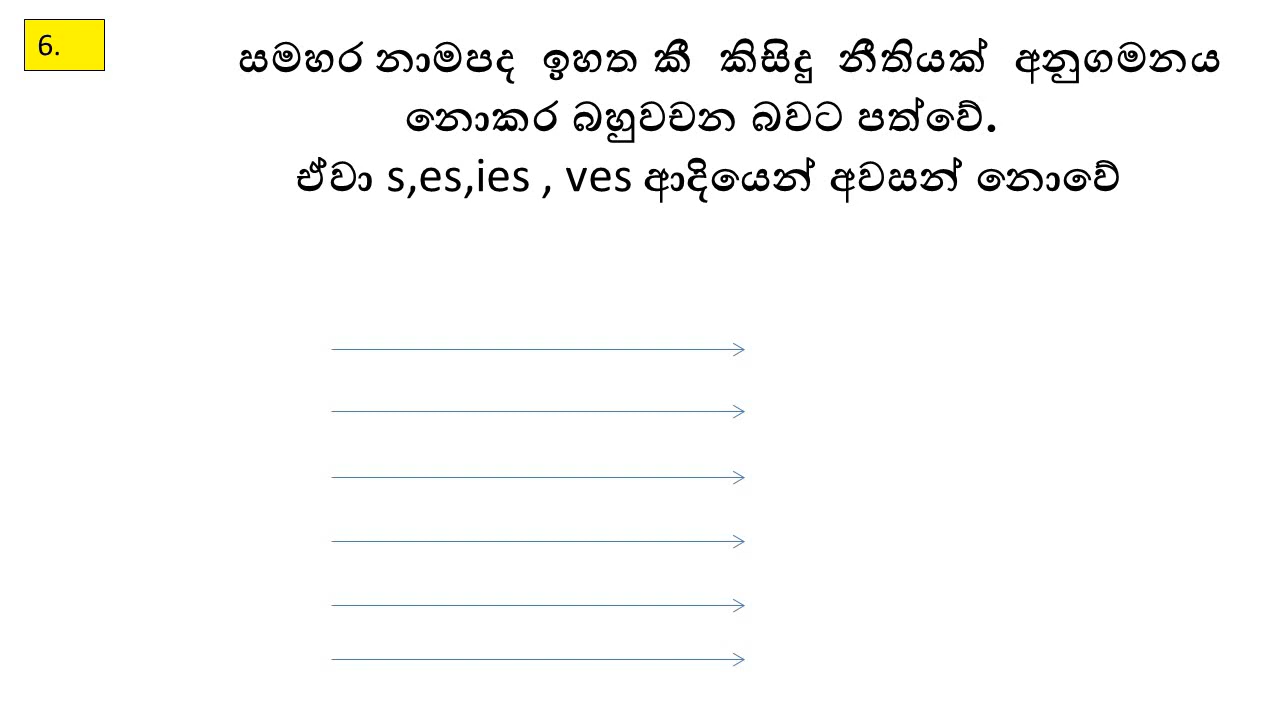 6.
සමහර නාමපද ඉහත කී කිසිදු නීතියක් අනුගමනය
නොකර බහුවචන බවට පත්වේ.
ඒවා s,es,ies , ves ආදියෙන් අවසන් නොවේ